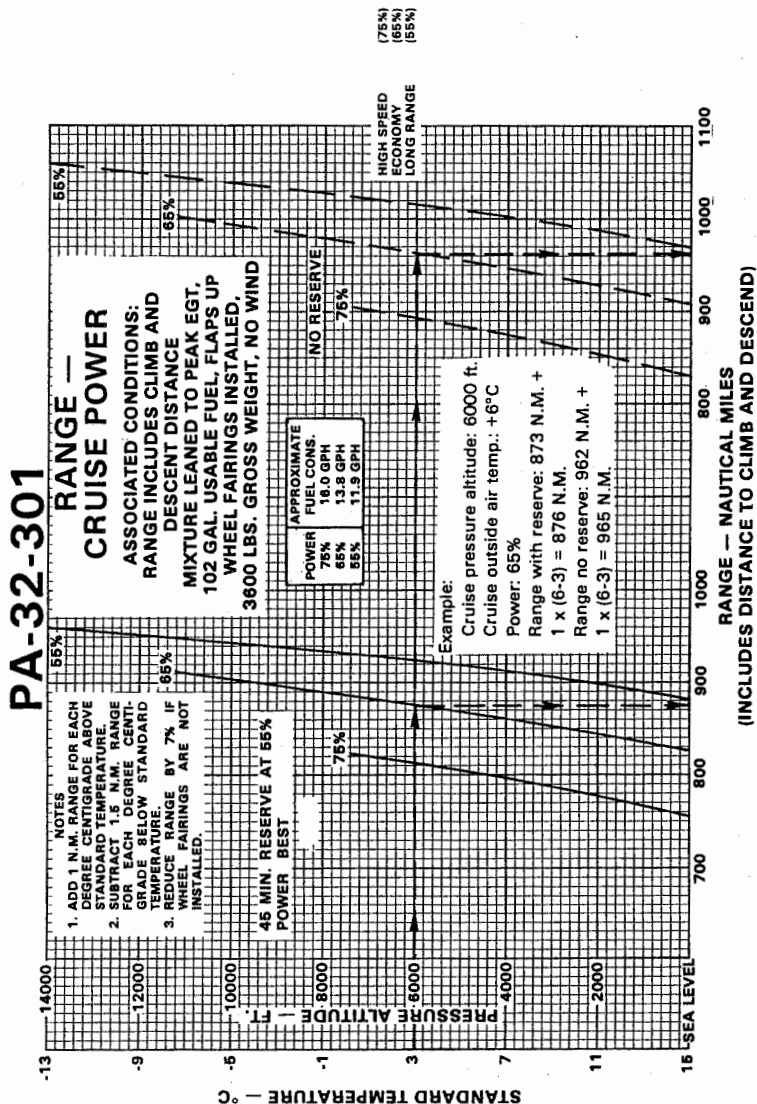 PA-32-301
RANGE —
CRUISE POWER
ASSOCIATED CONDITIONS:
RANGE INCLUDES CLIMB AND
DESCENT DISTANCE
MIXTURE LEANED TO PEAK EGT,
102 GAL. USABLE FUEL, FLAPS UP
WHEEL FAIRINGS INSTALLED,
3600 LBS. GROSS WEIGHT, NO WIND
NOTES
1. ADD 1 N.M. RANGE FOR EACH
DEGREE CENTIGRADE ABOVE
STANDARD TEMPERATURE.
2. SUBTRACT 1.5 N.M. RANGE
FOR EACH DEGREE CENTI-
GRADE BELOW STANDARD
TEMPERATURE.
3. REDUCE RANGE BY 7% IF
WHEEL FAIRINGS ARE NOT
INSTALLED.
45 MIN. RESERVE AT 55%
POWER BEST
55%
65%
75%
POWER APPROXIMATE FUEL CONS.
75% 16.0 GPH
65% 13.8 GPH
55% 11.9 GPH
NO RESERVE
55%
65%
75%
Example:
Cruise pressure altitude: 6000 ft.
Cruise outside air temp.: +6°C
Power: 65%
Range with reserve: 873 N.M. +
1 x (6-3) = 876 N.M.
Range no reserve: 962 N.M. +
1 x (6-3) = 965 N.M.
HIGH SPEED (75%)
ECONOMY (65%)
LONG RANGE (55%)
STANDARD TEMPERATURE — °C
-13
-9
-5
-1
3
7
11
15
PRESSURE ALTITUDE — FT.
14000
12000
10000
8000
6000
4000
2000
SEA LEVEL
700 800 900 1000 800 900 1000 1100
RANGE — NAUTICAL MILES
(INCLUDES DISTANCE TO CLIMB AND DESCEND)